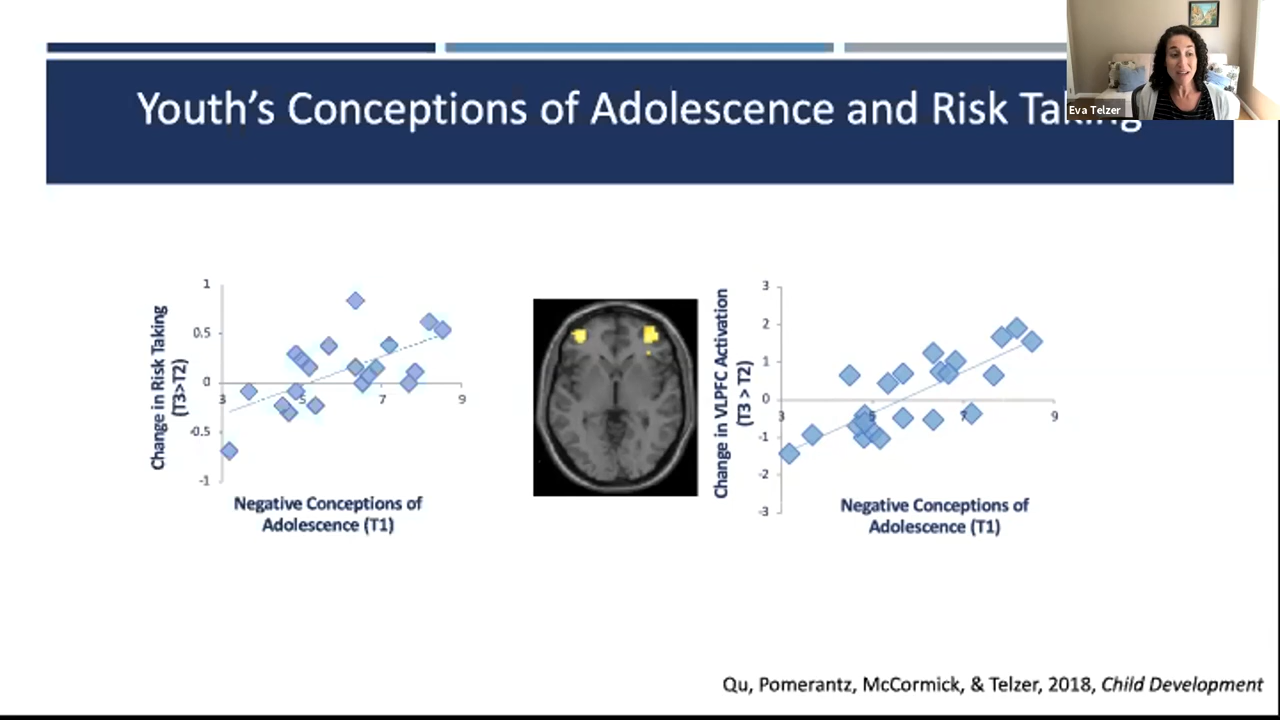 Youth's Conceptions of Adolescence and Risk Taking
Eva Telzer
Change in Risk Taking
(T3>T2)
1
0.5
0
-0.5
-1
3
5
7
9
Negative Conceptions of
Adolescence (T1)
Change in VLPFC Activation
(T3 > T2)
3
2
1
0
-1
-2
-3
3
5
7
9
Negative Conceptions of
Adolescence (T1)
Qu, Pomerantz, McCormick, & Telzer, 2018, Child Development